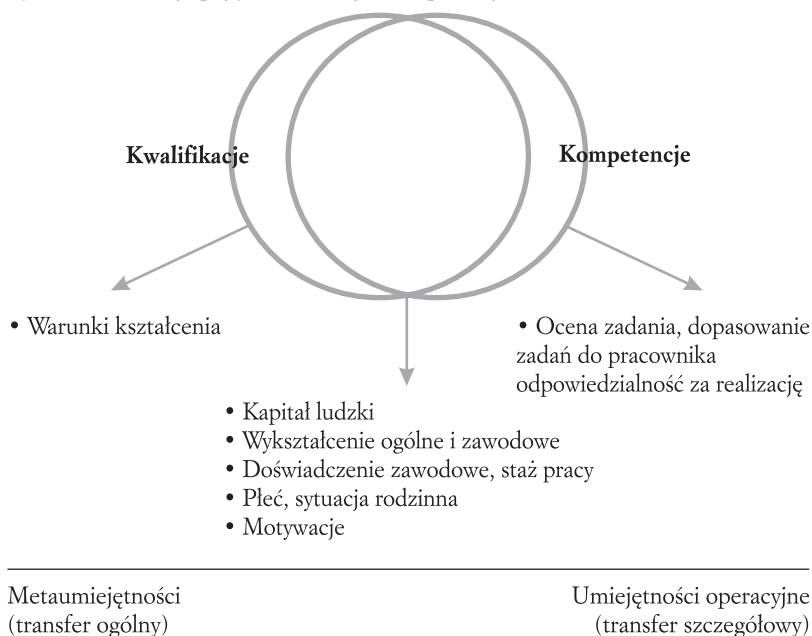 Kwalifikacje
Kompetencje
• Warunki kształcenia
• Ocena zadania, dopasowanie
zadań do pracownika
odpowiedzialność za realizację
• Kapitał ludzki
• Wykształcenie ogólne i zawodowe
• Doświadczenie zawodowe, staż pracy
• Płeć, sytuacja rodzinna
• Motywacje
Metaumiejętności
(transfer ogólny)
Umiejętności operacyjne
(transfer szczegółowy)